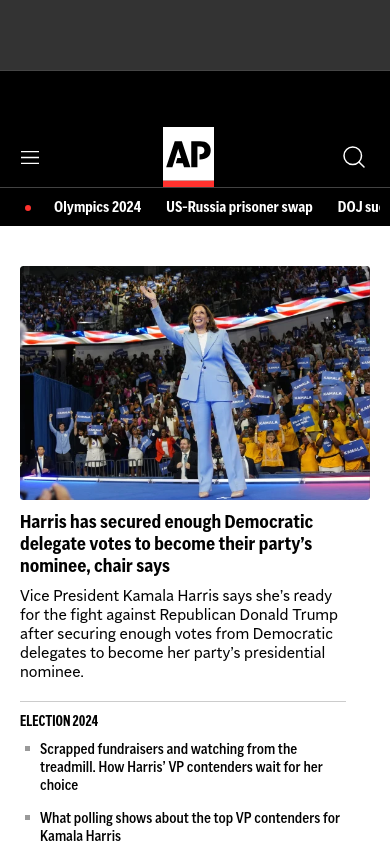 AP
Olympics 2024 US-Russia prisoner swap DOJ su
KAMALA
KAMALA
KAMALA
KAMALA
Harris has secured enough Democratic
delegate votes to become their party’s
nominee, chair says
Vice President Kamala Harris says she’s ready
for the fight against Republican Donald Trump
after securing enough votes from Democratic
delegates to become her party’s presidential
nominee.
ELECTION 2024
Scrapped fundraisers and watching from the
treadmill. How Harris’ VP contenders wait for her
choice
What polling shows about the top VP contenders for
Kamala Harris